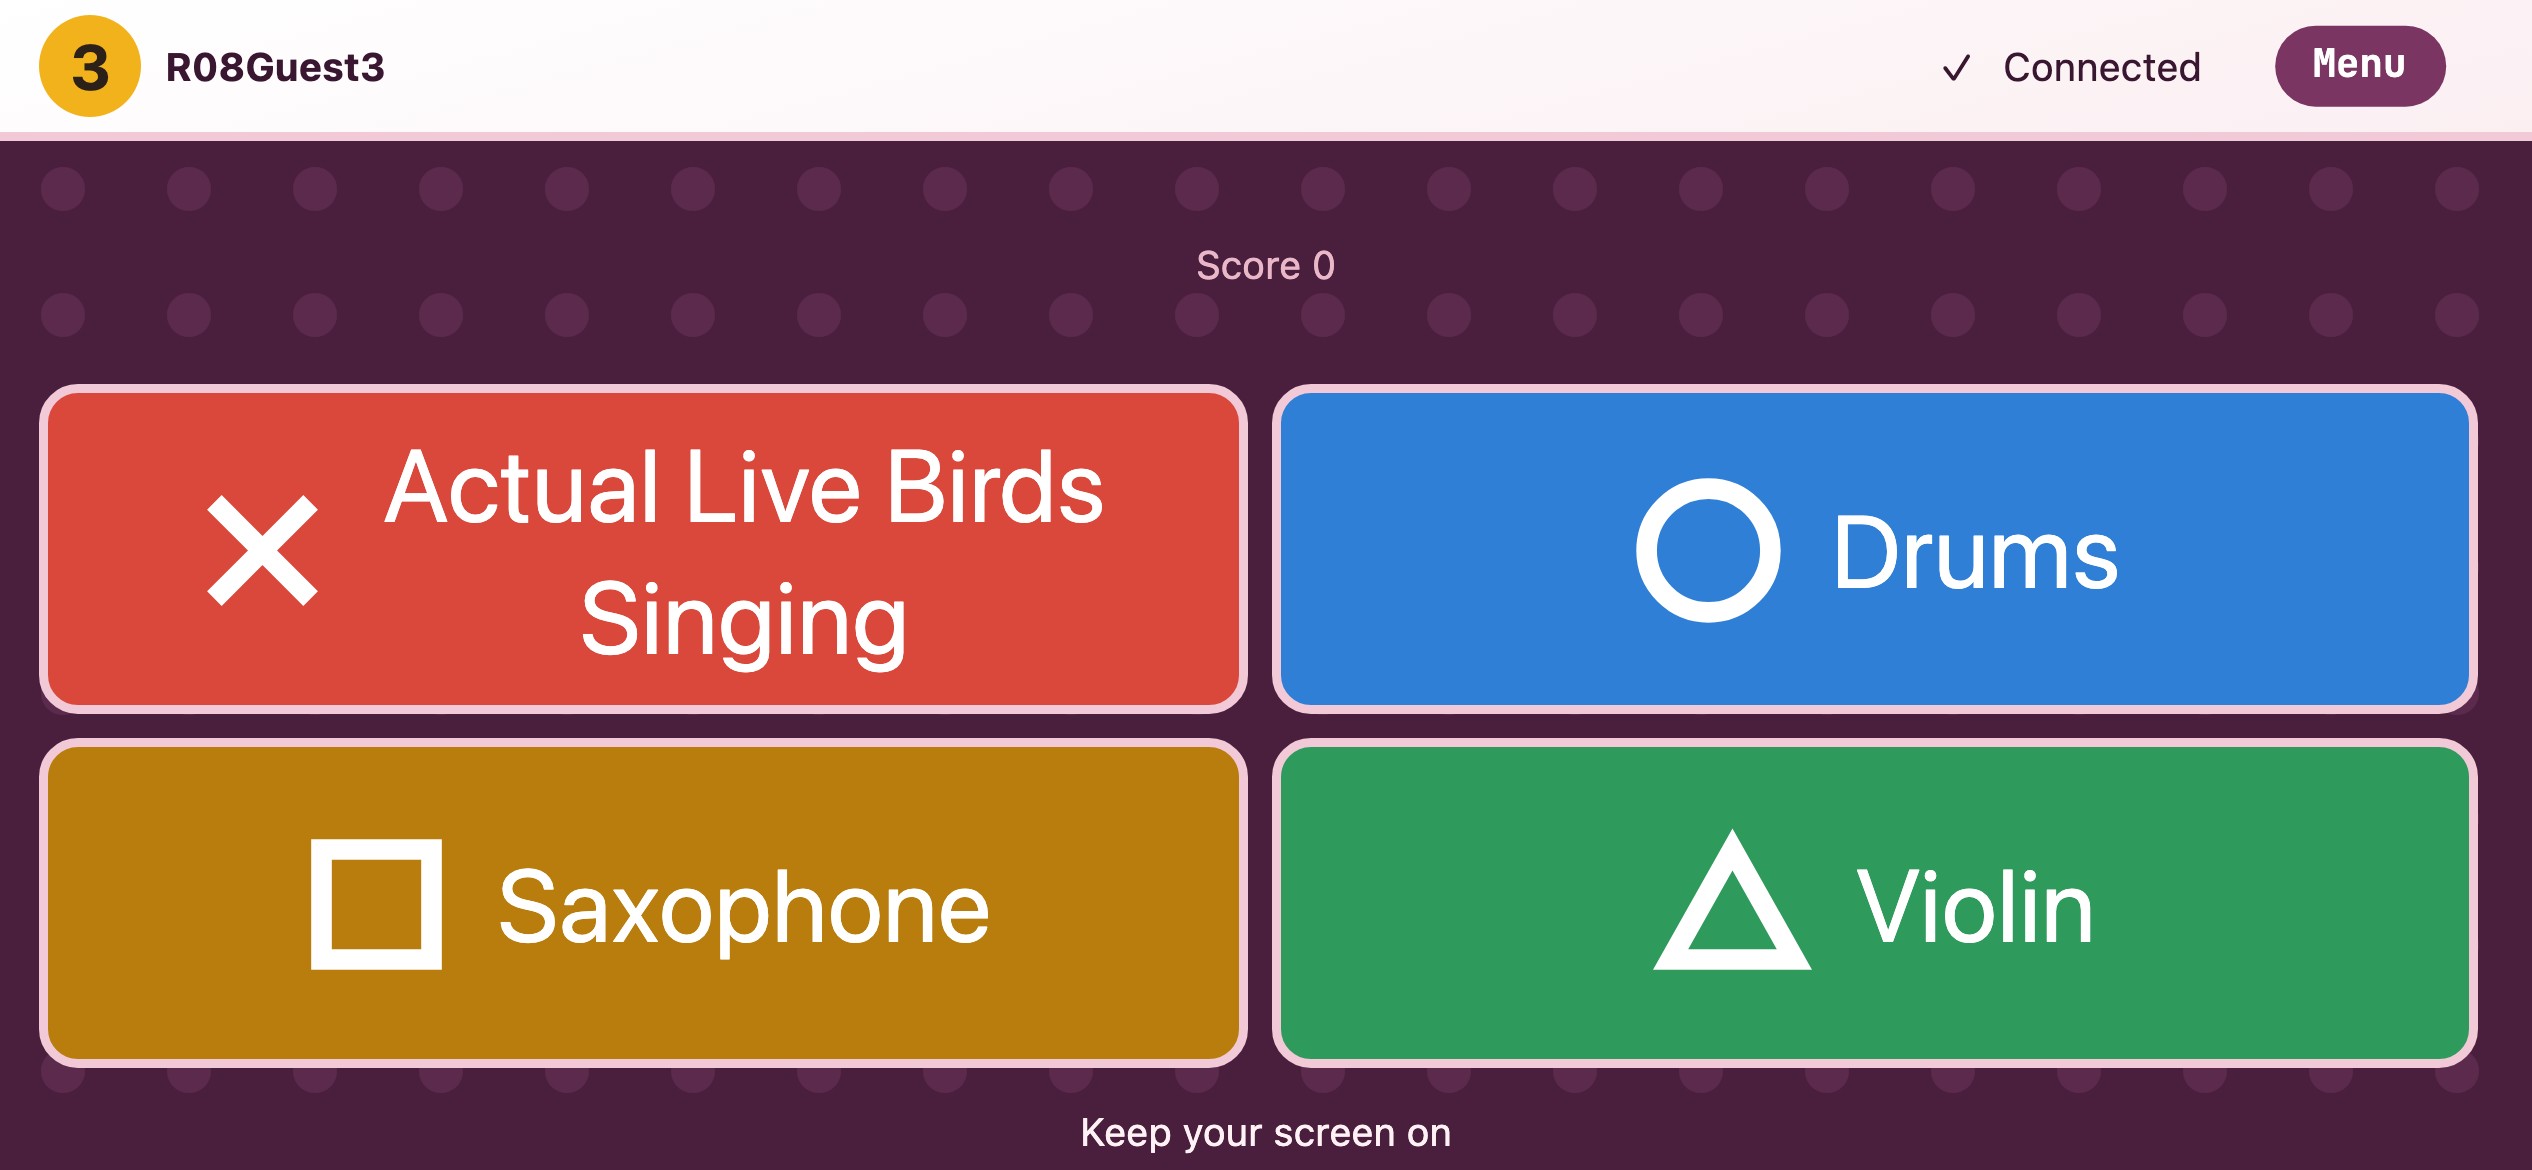 3 R08Guest3 ✓ Connected Menu
Score 0
Actual Live Birds
Singing
Drums
Saxophone
Violin
Keep your screen on